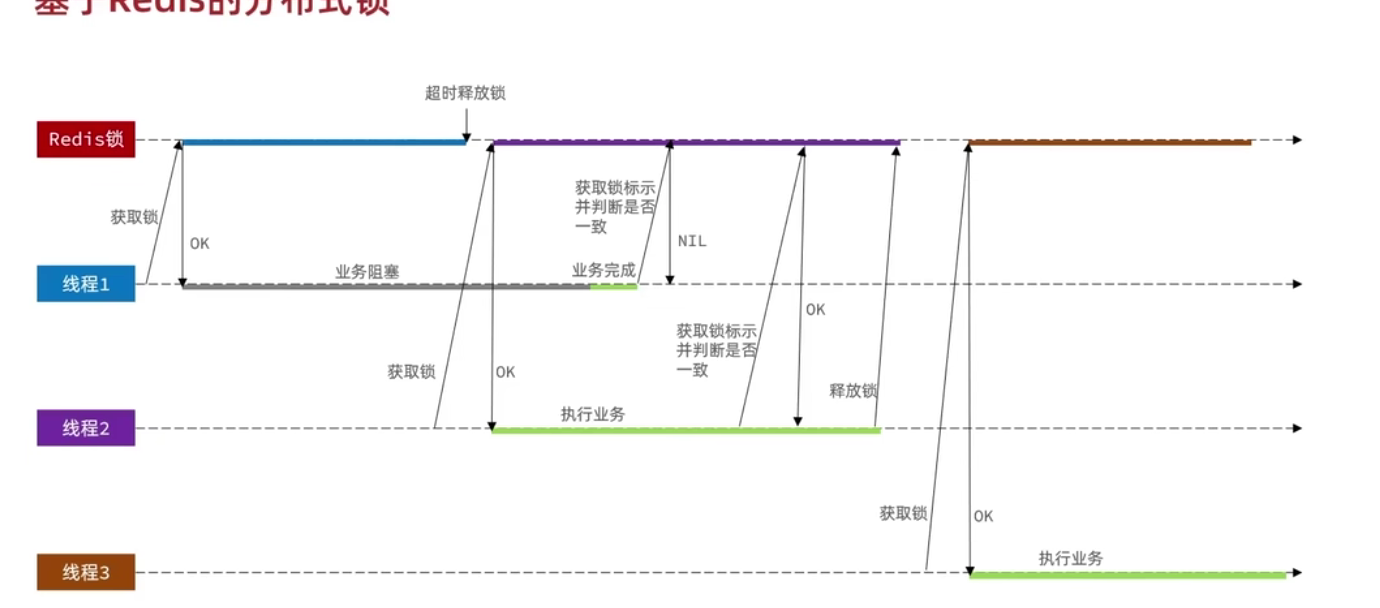 基于Redis的分布式锁
超时释放锁
Redis锁
获取锁
OK
获取锁标示
并判断是否
一致
NIL
线程1
业务阻塞
业务完成
获取锁标示
并判断是否
一致
OK
获取锁
OK
释放锁
线程2
执行业务
获取锁
OK
线程3
执行业务